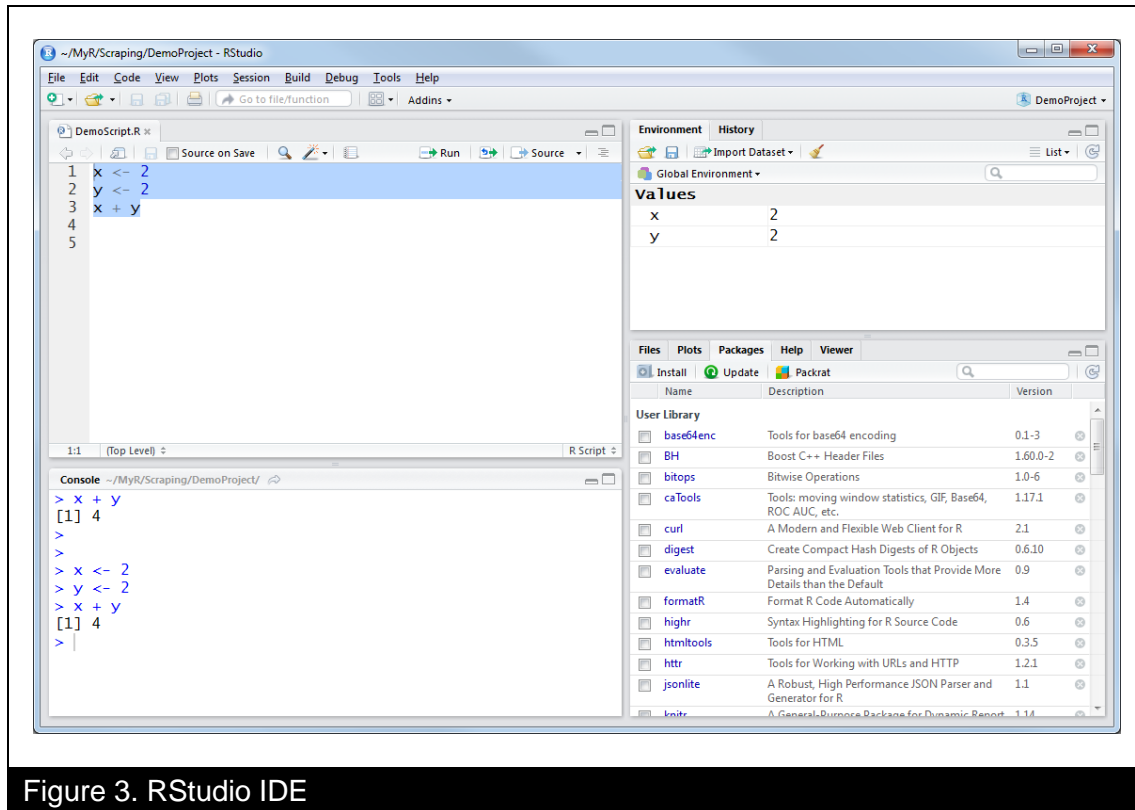 ~/MyR/Scraping/DemoProject - RStudio
File Edit Code View Plots Session Build Debug Tools Help
Go to file/function Addins DemoProject
DemoScript.R
Source on Save Run Source
1 x <- 2
2 y <- 2
3 x + y
4
5
1:1 (Top Level) R Script
Console ~/MyR/Scraping/DemoProject/
> x + y
[1] 4
>
>
> x <- 2
> y <- 2
> x + y
[1] 4
>
Environment History
Import Dataset List
Global Environment
Values
x 2
y 2
Files Plots Packages Help Viewer
Install Update Packrat
Name Description Version
User Library
base64enc Tools for base64 encoding 0.1-3
BH Boost C++ Header Files 1.60.0-2
bitops Bitwise Operations 1.0-6
caTools Tools: moving window statistics, GIF, Base64, 1.17.1
ROC AUC, etc.
curl A Modern and Flexible Web Client for R 2.1
digest Create Compact Hash Digests of R Objects 0.6.10
evaluate Parsing and Evaluation Tools that Provide More 0.9
Details than the Default
formatR Format R Code Automatically 1.4
highr Syntax Highlighting for R Source Code 0.6
htmltools Tools for HTML 0.3.5
httr Tools for Working with URLs and HTTP 1.2.1
jsonlite A Robust, High Performance JSON Parser and 1.1
Generator for R
knitr A General-Purpose Package for Dynamic Report 1.14
Figure 3. RStudio IDE